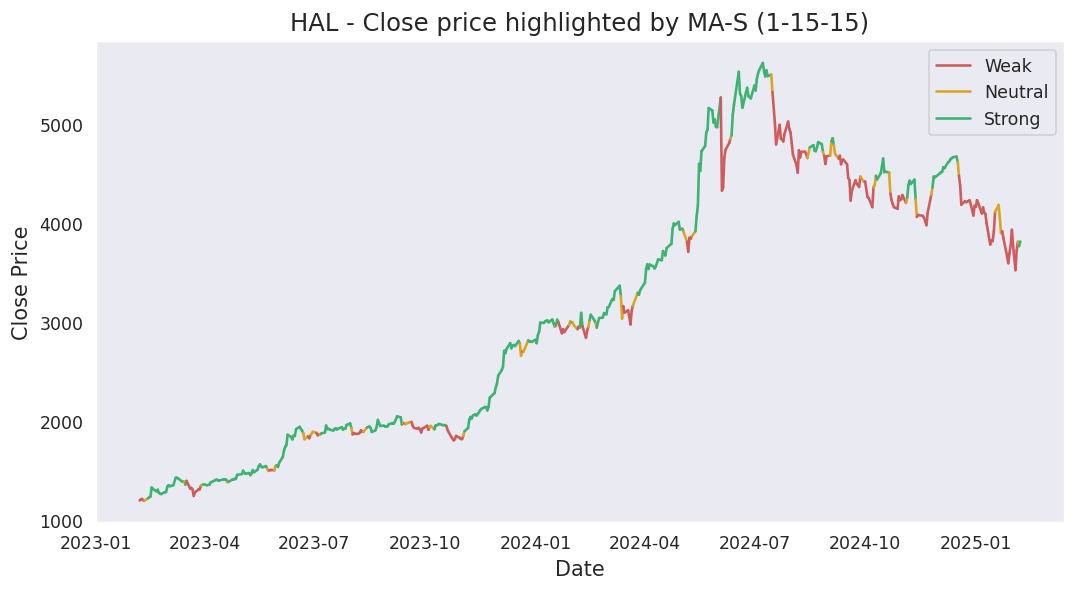 HAL - Close price highlighted by MA-S (1-15-15)
Weak
Neutral
Strong
Close Price
5000
4000
3000
2000
1000
2023-01 2023-04 2023-07 2023-10 2024-01 2024-04 2024-07 2024-10 2025-01
Date